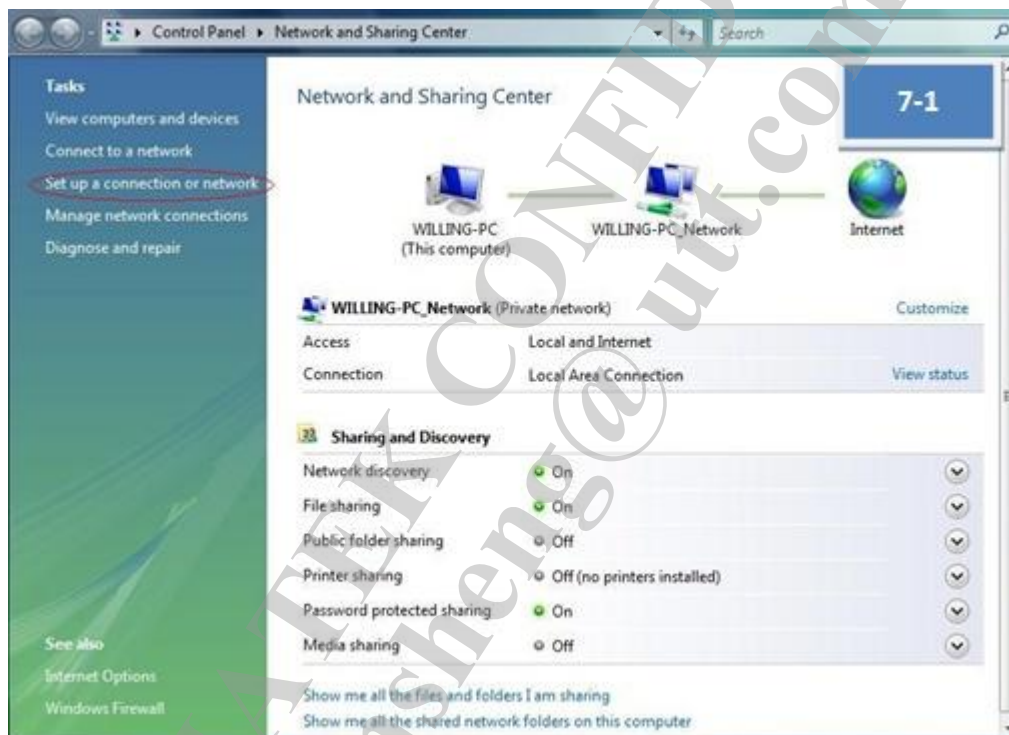 Control Panel ▸ Network and Sharing Center
Search
Tasks
View computers and devices
Connect to a network
Set up a connection or network
Manage network connections
Diagnose and repair
See also
Internet Options
Windows Firewall
Network and Sharing Center
7-1
WILLING-PC
(This computer)
WILLING-PC_Network
Internet
WILLING-PC_Network (Private network) Customize
Access Local and Internet
Connection Local Area Connection View status
Sharing and Discovery
Network discovery On
File sharing On
Public folder sharing Off
Printer sharing Off (no printers installed)
Password protected sharing On
Media sharing Off
Show me all the files and folders I am sharing
Show me all the shared network folders on this computer